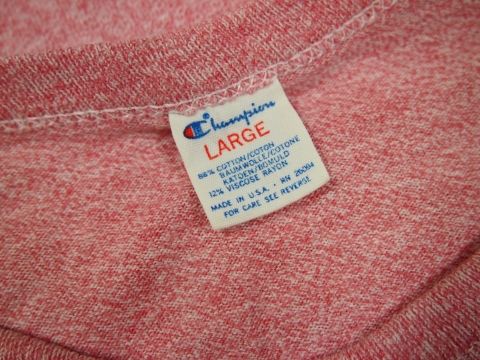 Champion
LARGE
88% COTTON/COTON
BAUMWOLLE/COTONE
KATOEN/BOMULD
12% VISCOSE RAYON
MADE IN U.S.A. • RN 26094
FOR CARE SEE REVERSE